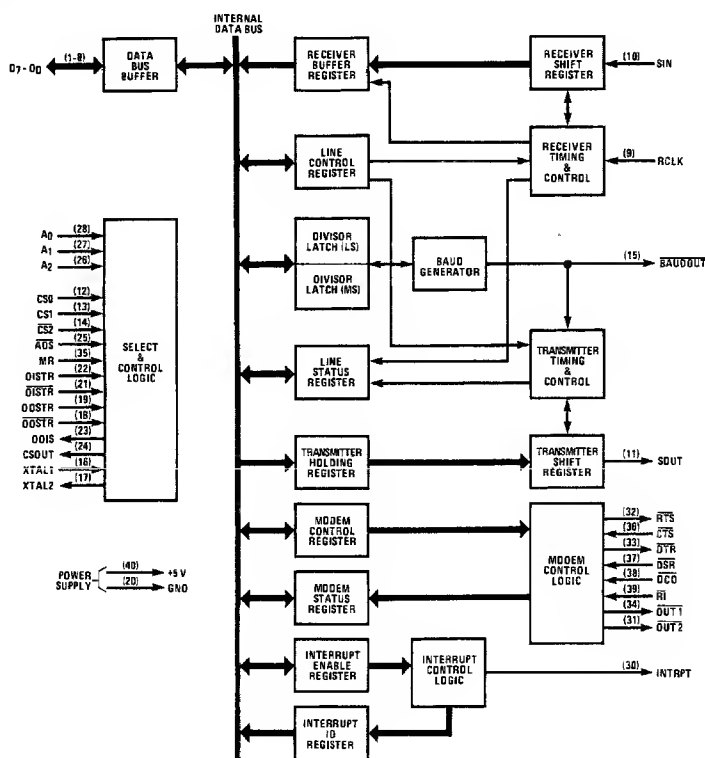 INTERNAL
DATA BUS
D7 - D0
(1-8)
DATA
BUS
BUFFER
RECEIVER
BUFFER
REGISTER
RECEIVER
SHIFT
REGISTER
(10)
SIN
LINE
CONTROL
REGISTER
RECEIVER
TIMING
&
CONTROL
(9)
RCLK
A0
(28)
A1
(27)
A2
(26)
CS0
(12)
CS1
(13)
CS2
(14)
ADS
(25)
MR
(35)
DISTR
(22)
DISTR
(21)
DOSTR
(19)
DOSTR
(18)
DDIS
(23)
CSOUT
(24)
XTAL1
(16)
XTAL2
(17)
SELECT
&
CONTROL
LOGIC
DIVISOR
LATCH (LS)
DIVISOR
LATCH (MS)
BAUD
GENERATOR
(15)
BAUDOUT
LINE
STATUS
REGISTER
TRANSMITTER
TIMING
&
CONTROL
TRANSMITTER
HOLDING
REGISTER
TRANSMITTER
SHIFT
REGISTER
(11)
SOUT
MODEM
CONTROL
REGISTER
MODEM
STATUS
REGISTER
MODEM
CONTROL
LOGIC
(32)
RTS
(36)
CTS
(33)
DTR
(37)
DSR
(38)
DCD
(39)
RI
(34)
OUT 1
(31)
OUT 2
POWER
SUPPLY
(40)
+5 V
(20)
GND
INTERRUPT
ENABLE
REGISTER
INTERRUPT
CONTROL
LOGIC
(30)
INTRPT
INTERRUPT
ID
REGISTER